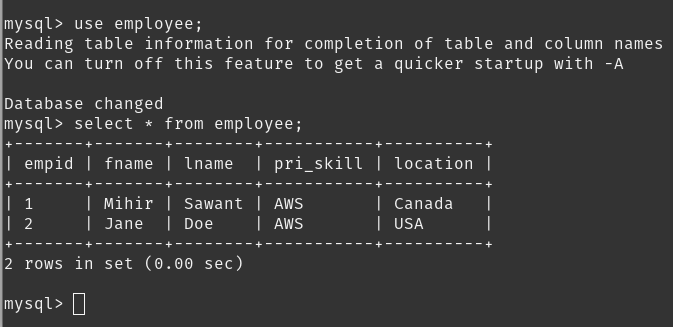 mysql> use employee;
Reading table information for completion of table and column names
You can turn off this feature to get a quicker startup with -A
Database changed
mysql> select * from employee;
+-------+-------+--------+-----------+----------+
| empid | fname | lname  | pri_skill | location |
+-------+-------+--------+-----------+----------+
| 1     | Mihir | Sawant | AWS       | Canada   |
| 2     | Jane  | Doe    | AWS       | USA      |
+-------+-------+--------+-----------+----------+
2 rows in set (0.00 sec)
mysql>